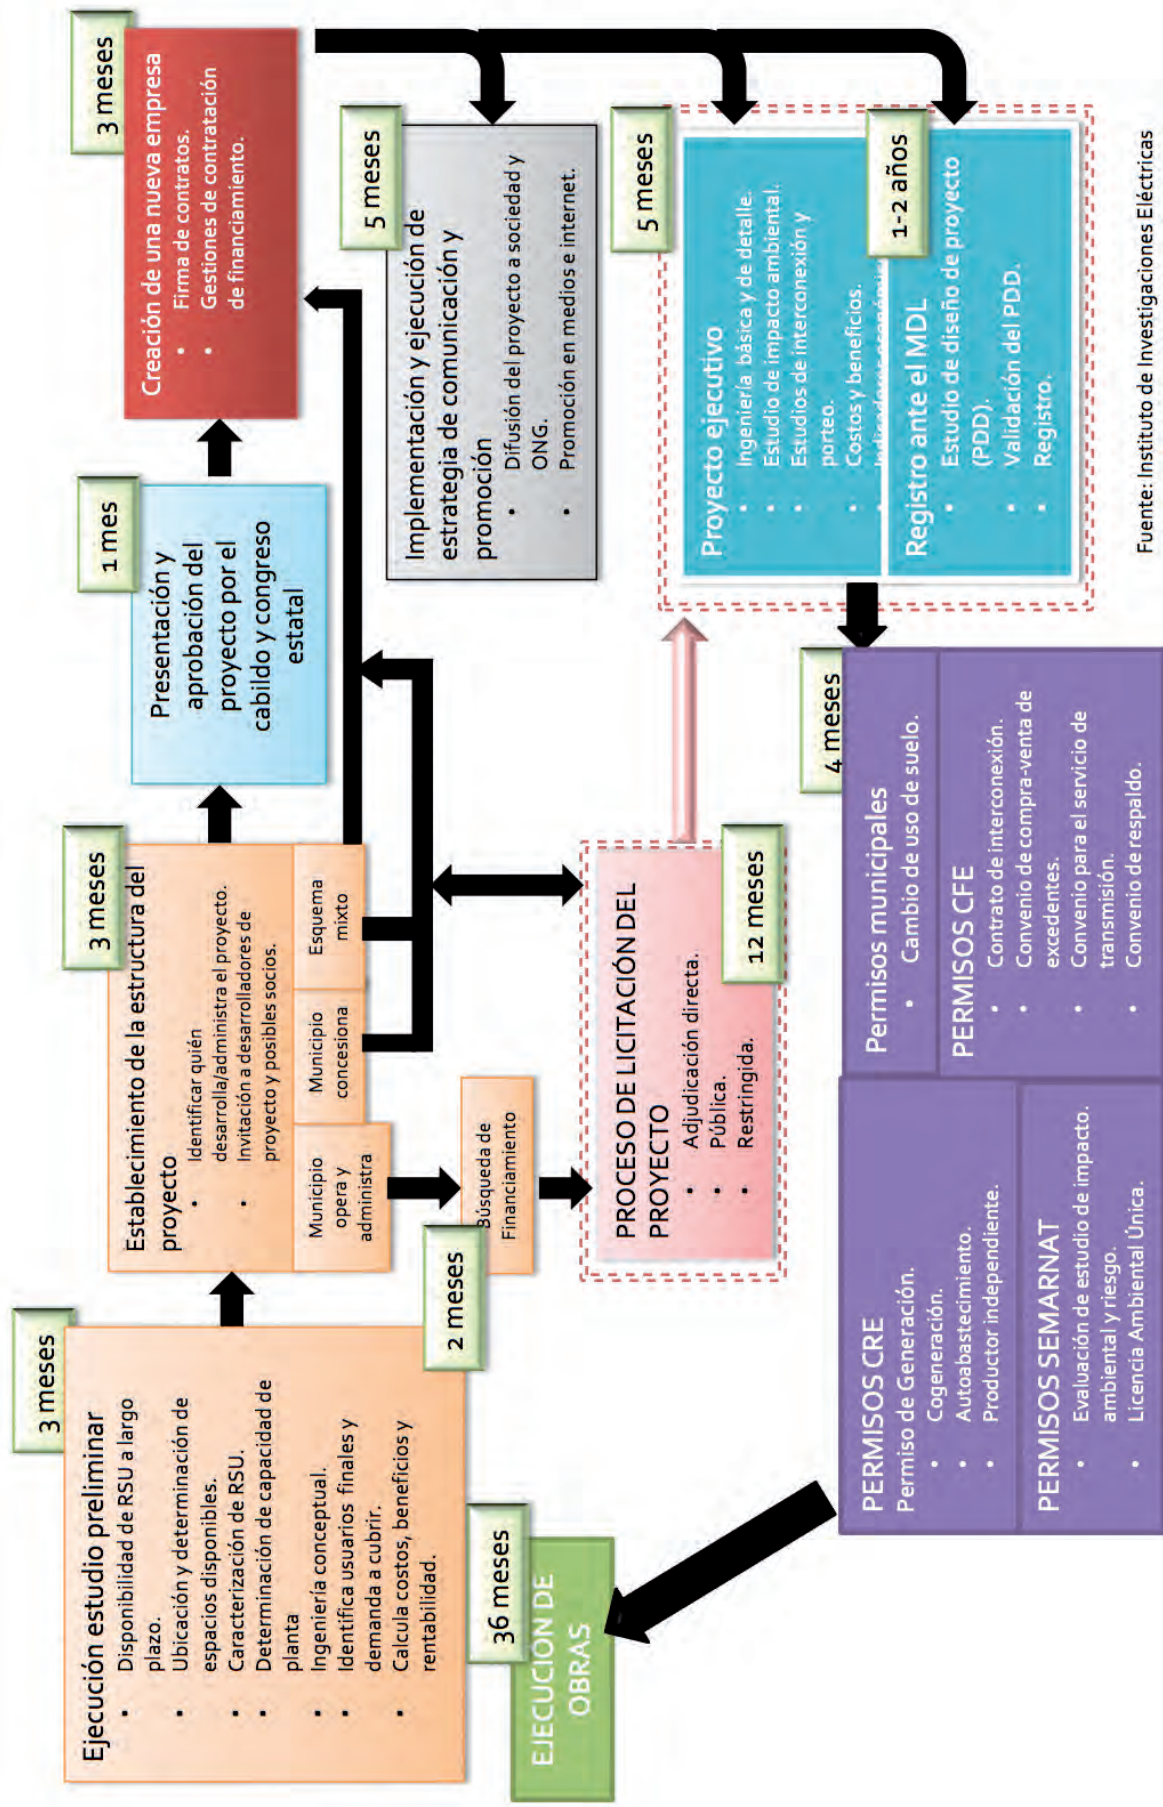 3 meses
Ejecución estudio preliminar
• Disponibilidad de RSU a largo
plazo.
• Ubicación y determinación de
espacios disponibles.
• Caracterización de RSU.
• Determinación de capacidad de
planta
• Ingeniería conceptual.
• Identifica usuarios finales y
demanda a cubrir.
• Calcula costos, beneficios y
rentabilidad.
3 meses
Establecimiento de la estructura del
proyecto
• Identificar quién
desarrolla/administra el proyecto.
• Invitación a desarrolladores de
proyecto y posibles socios.
Municipio
opera y
administra
Municipio
concesiona
Esquema
mixto
1 mes
Presentación y
aprobación del
proyecto por el
cabildo y congreso
estatal
3 meses
Creación de una nueva empresa
• Firma de contratos.
• Gestiones de contratación
de financiamiento.
2 meses
Búsqueda de
Financiamiento
PROCESO DE LICITACIÓN DEL
PROYECTO
• Adjudicación directa.
• Pública.
• Restringida.
12 meses
5 meses
Implementación y ejecución de
estrategia de comunicación y
promoción
• Difusión del proyecto a sociedad y
ONG.
• Promoción en medios e internet.
5 meses
Proyecto ejecutivo
• Ingeniería básica y de detalle.
• Estudio de impacto ambiental.
• Estudios de interconexión y
porteo.
• Costos y beneficios.
1-2 años
Registro ante el MDL
• Estudio de diseño de proyecto
(PDD).
• Validación del PDD.
• Registro.
4 meses
Permisos municipales
• Cambio de uso de suelo.
PERMISOS CFE
• Contrato de interconexión.
• Convenio de compra-venta de
excedentes.
• Convenio para el servicio de
transmisión.
• Convenio de respaldo.
PERMISOS CRE
Permiso de Generación.
• Cogeneración.
• Autoabastecimiento.
• Productor independiente.
PERMISOS SEMARNAT
• Evaluación de estudio de impacto.
ambiental y riesgo.
• Licencia Ambiental Única.
36 meses
EJECUCION DE
OBRAS
Fuente: Instituto de Investigaciones Eléctricas